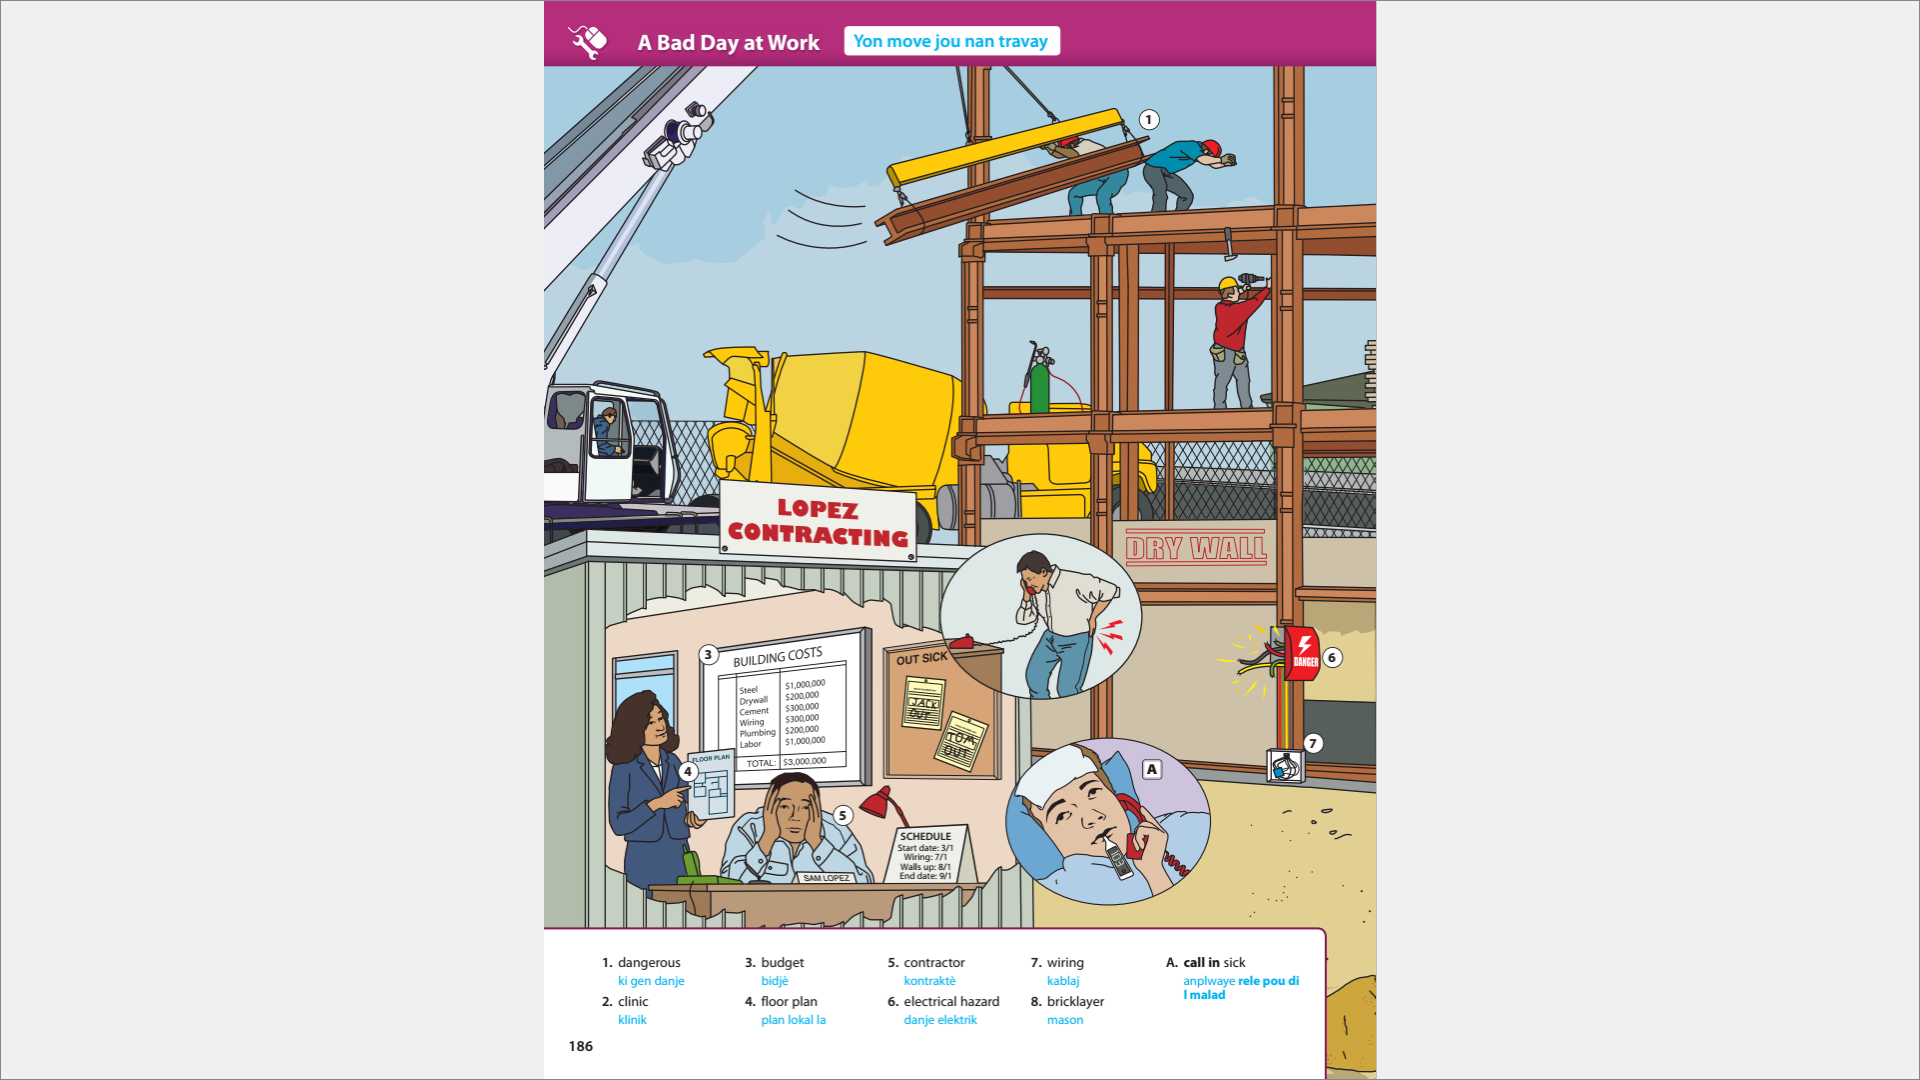 A Bad Day at Work
Yon move jou nan travay
1
LOPEZ
CONTRACTING
DRY WALL
3
BUILDING COSTS
Steel $1,000,000
Drywall $200,000
Cement $300,000
Wiring $300,000
Plumbing $200,000
Labor $1,000,000
TOTAL: $3,000,000
OUT SICK
JACK
OUT
TOM
OUT
DANGER
6
7
4
FLOOR PLAN
A
5
SCHEDULE
Start date: 3/1
Wiring: 7/1
Walls up: 8/1
End date: 9/1
SAM LOPEZ
1. dangerous
ki gen danje
2. clinic
klinik
3. budget
bidjè
4. floor plan
plan lokal la
5. contractor
kontraktè
6. electrical hazard
danje elektrik
7. wiring
kablaj
8. bricklayer
mason
A. call in sick
anplwaye rele pou di
l malad
186